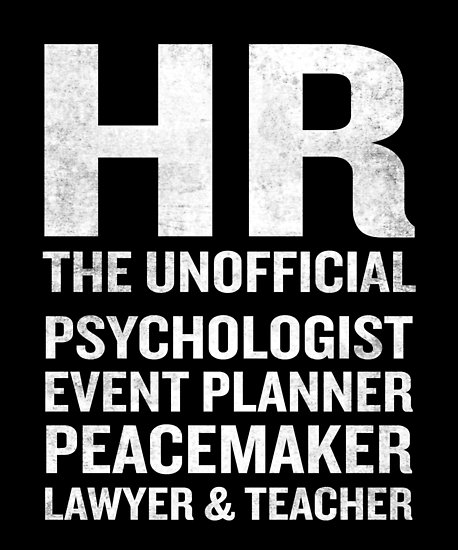 HR
THE UNOFFICIAL
PSYCHOLOGIST
EVENT PLANNER
PEACEMAKER
LAWYER & TEACHER